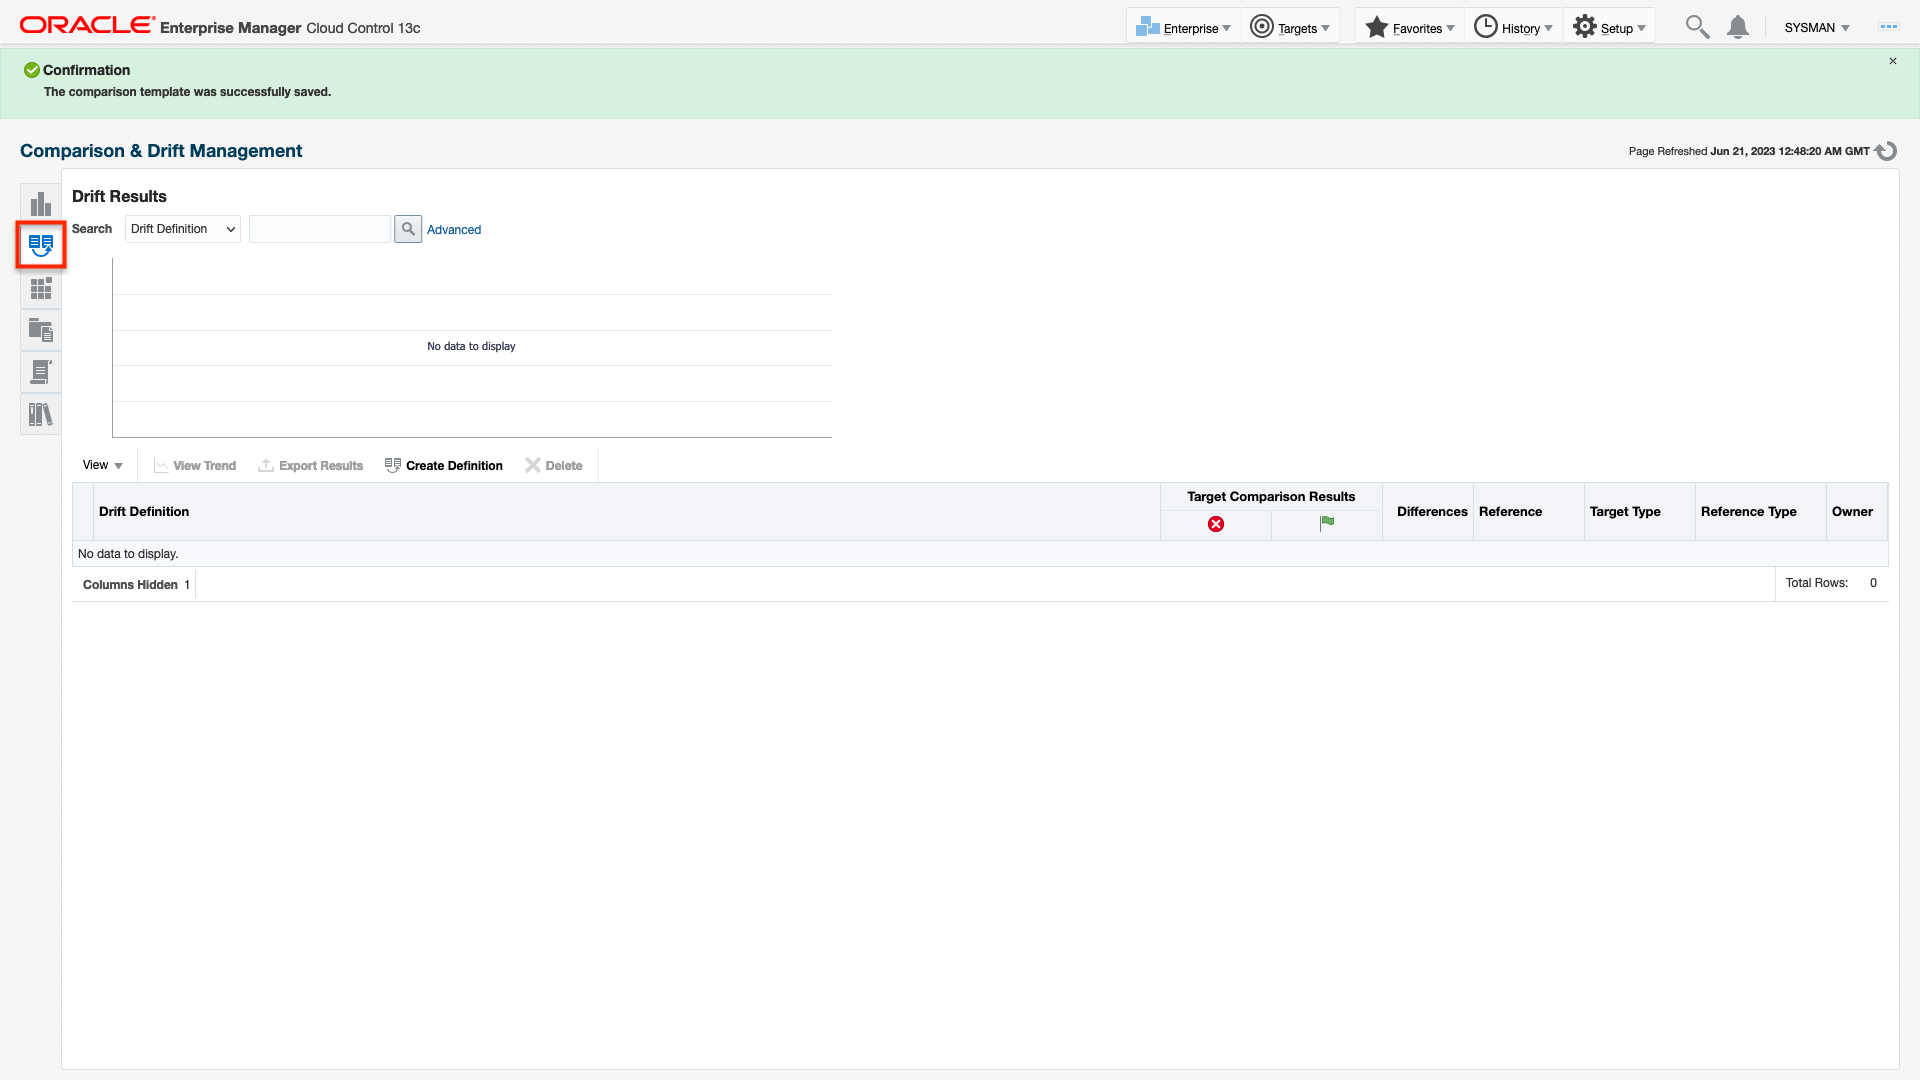 ORACLE Enterprise Manager Cloud Control 13c
Enterprise
Targets
Favorites
History
Setup
SYSMAN
Confirmation
The comparison template was successfully saved.
Comparison & Drift Management
Page Refreshed Jun 21, 2023 12:48:20 AM GMT
Drift Results
Search
Drift Definition
Advanced
No data to display
View
View Trend
Export Results
Create Definition
Delete
Drift Definition
Target Comparison Results
Differences
Reference
Target Type
Reference Type
Owner
No data to display.
Columns Hidden 1
Total Rows: 0